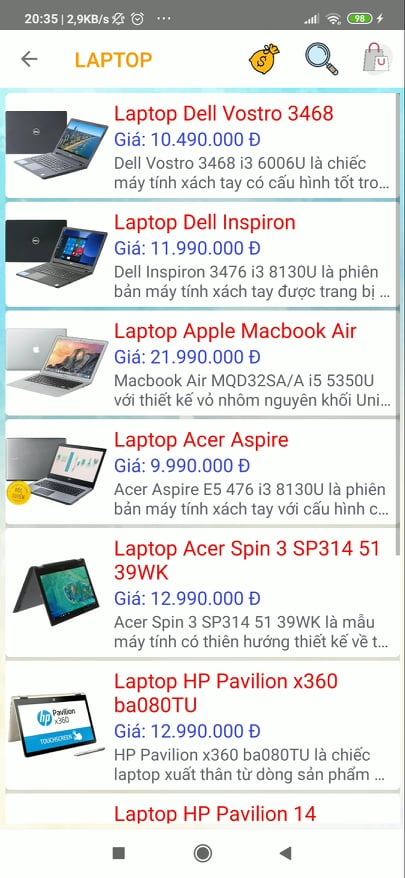 20:35 | 2,9KB/s
98
LAPTOP
Laptop Dell Vostro 3468
Giá: 10.490.000 Đ
Dell Vostro 3468 i3 6006U là chiếc
máy tính xách tay có cấu hình tốt tro...
Laptop Dell Inspiron
Giá: 11.990.000 Đ
Dell Inspiron 3476 i3 8130U là phiên
bản máy tính xách tay được trang bị ...
Laptop Apple Macbook Air
Giá: 21.990.000 Đ
Macbook Air MQD32SA/A i5 5350U
với thiết kế vỏ nhôm nguyên khối Uni...
Laptop Acer Aspire
Giá: 9.990.000 Đ
Acer Aspire E5 476 i3 8130U là phiên
bản máy tính xách tay với cấu hình c...
Laptop Acer Spin 3 SP314 51
39WK
Giá: 12.990.000 Đ
Acer Spin 3 SP314 51 39WK là mẫu
máy tính có thiên hướng thiết kế về t...
Laptop HP Pavilion x360
ba080TU
Giá: 12.990.000 Đ
HP Pavilion x360 ba080TU là chiếc
laptop xuất thân từ dòng sản phẩm ...
hp Pavilion
x360
TOUCHSCREEN
Laptop HP Pavilion 14